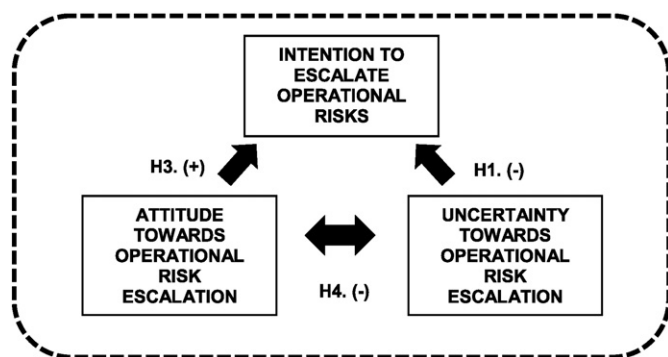 INTENTION TO
ESCALATE
OPERATIONAL
RISKS
H3. (+)
H1. (-)
ATTITUDE
TOWARDS
OPERATIONAL
RISK
ESCALATION
UNCERTAINTY
TOWARDS
OPERATIONAL
RISK
ESCALATION
H4. (-)